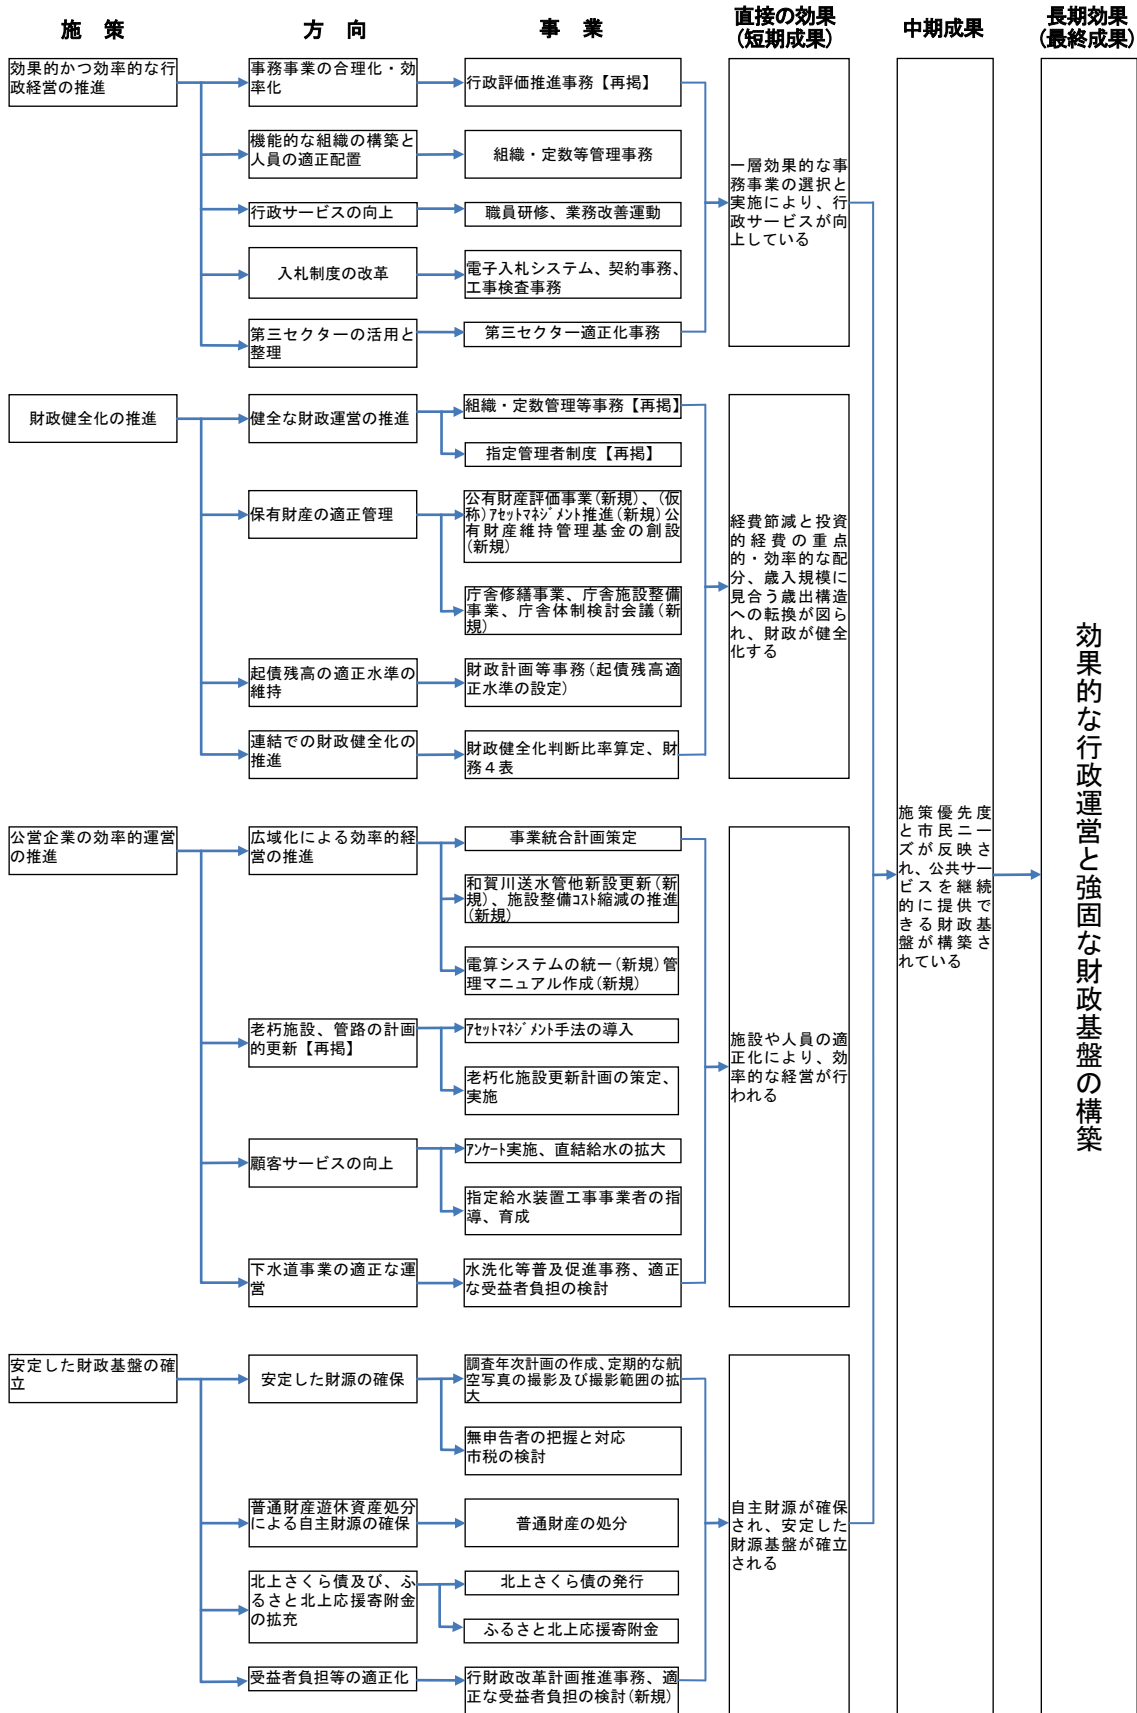 施　策
方　向
事　業
直接の効果
(短期成果)
中期成果
長期効果
(最終成果)
効果的かつ効率的な行
政経営の推進
事務事業の合理化・効
率化
行政評価推進事務【再掲】
機能的な組織の構築と
人員の適正配置
組織・定数等管理事務
行政サービスの向上
職員研修、業務改善運動
入札制度の改革
電子入札システム、契約事務、
工事検査事務
第三セクターの活用と
整理
第三セクター適正化事務
一層効果的な事
務事業の選択と
実施により、行
政サービスが向
上している
財政健全化の推進
健全な財政運営の推進
組織・定数管理等事務【再掲】
指定管理者制度【再掲】
保有財産の適正管理
公有財産評価事業(新規)、(仮
称)ｱｾｯﾄﾏﾈｼﾞﾒﾝﾄ推進(新規)公
有財産維持管理基金の創設
(新規)
庁舎修繕事業、庁舎施設整備
事業、庁舎体制検討会議(新
規)
起債残高の適正水準の
維持
財政計画等事務(起債残高適
正水準の設定)
連結での財政健全化の
推進
財政健全化判断比率算定、財
務４表
経費節減と投資
的経費の重点
的・効率的な配
分、歳入規模に
見合う歳出構造
への転換が図ら
れ、財政が健全
化する
公営企業の効率的運営
の推進
広域化による効率的経
営の推進
事業統合計画策定
和賀川送水管他新設更新(新
規)、施設整備ｺｽﾄ縮減の推進
(新規)
電算システムの統一(新規)管
理マニュアル作成(新規)
老朽施設、管路の計画
的更新【再掲】
ｱｾｯﾄﾏﾈｼﾞﾒﾝﾄ手法の導入
老朽化施設更新計画の策定、
実施
顧客サービスの向上
ｱﾝｹｰﾄ実施、直結給水の拡大
指定給水装置工事事業者の指
導、育成
下水道事業の適正な運
営
水洗化等普及促進事務、適正
な受益者負担の検討
施設や人員の適
正化により、効
率的な経営が行
われる
安定した財政基盤の確
立
安定した財源の確保
調査年次計画の作成、定期的な航
空写真の撮影及び撮影範囲の拡
大
無申告者の把握と対応
市税の検討
普通財産遊休資産処分
による自主財源の確保
普通財産の処分
北上さくら債及び、ふ
るさと北上応援寄附金
の拡充
北上さくら債の発行
ふるさと北上応援寄附金
受益者負担等の適正化
行財政改革計画推進事務、適
正な受益者負担の検討(新規)
自主財源が確保
され、安定した
財源基盤が確立
される
施策優先度
と市民ニー
ズが反映さ
れ、公共サー
ビスを継続
的に提供で
きる財政基
盤が構築さ
れている
効果的な行政運営と強固な財政基盤の構築